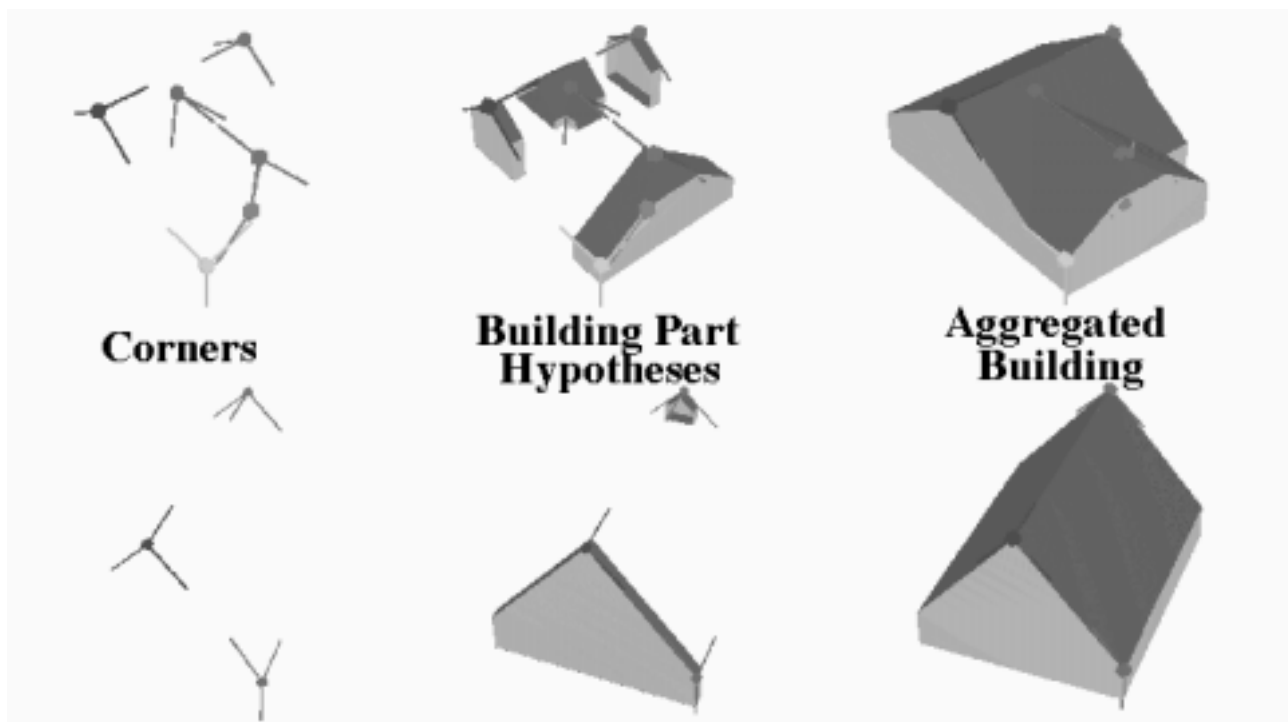 Corners
Building Part
Hypotheses
Aggregated
Building